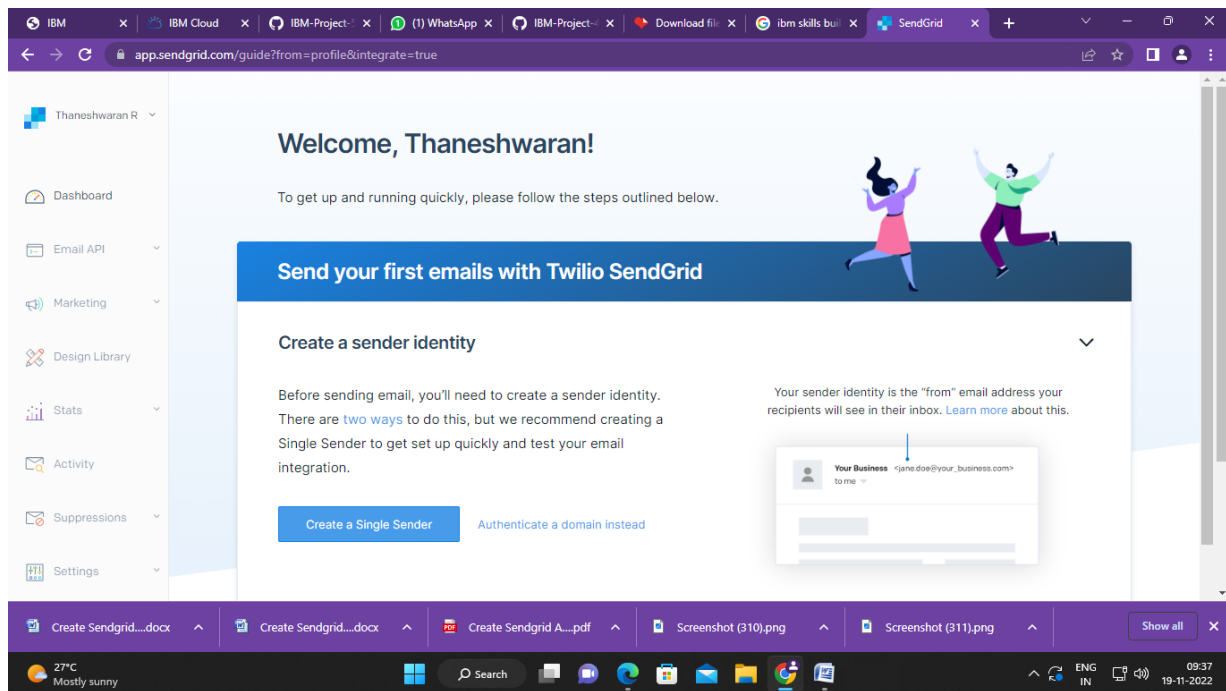 IBM
IBM Cloud
IBM-Project-
(1) WhatsApp
IBM-Project-
Download file
ibm skills buil
SendGrid
app.sendgrid.com/guide?from=profile&integrate=true
Thaneshwaran R
Dashboard
Email API
Marketing
Design Library
Stats
Activity
Suppressions
Settings
Welcome, Thaneshwaran!
To get up and running quickly, please follow the steps outlined below.
Send your first emails with Twilio SendGrid
Create a sender identity
Before sending email, you'll need to create a sender identity.
There are two ways to do this, but we recommend creating a
Single Sender to get set up quickly and test your email
integration.
Create a Single Sender
Authenticate a domain instead
Your sender identity is the "from" email address your
recipients will see in their inbox. Learn more about this.
Your Business <jane.doe@your_business.com>
to me
Create Sendgrid....docx
Create Sendgrid....docx
PDF
Create Sendgrid A....pdf
Screenshot (310).png
Screenshot (311).png
Show all
27°C
Mostly sunny
Search
ENG
IN
09:37
19-11-2022